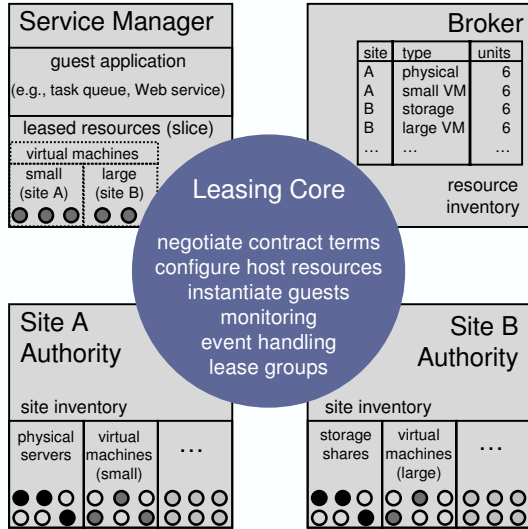 Service Manager
guest application
(e.g., task queue, Web service)
leased resources (slice)
virtual machines
small
(site A)
large
(site B)
Broker
site type units
A physical 6
A small VM 6
B storage 6
B large VM 6
... ... ...
resource
inventory
Leasing Core
negotiate contract terms
configure host resources
instantiate guests
monitoring
event handling
lease groups
Site A
Authority
site inventory
physical
servers
virtual
machines
(small)
...
Site B
Authority
site inventory
storage
shares
virtual
machines
(large)
...